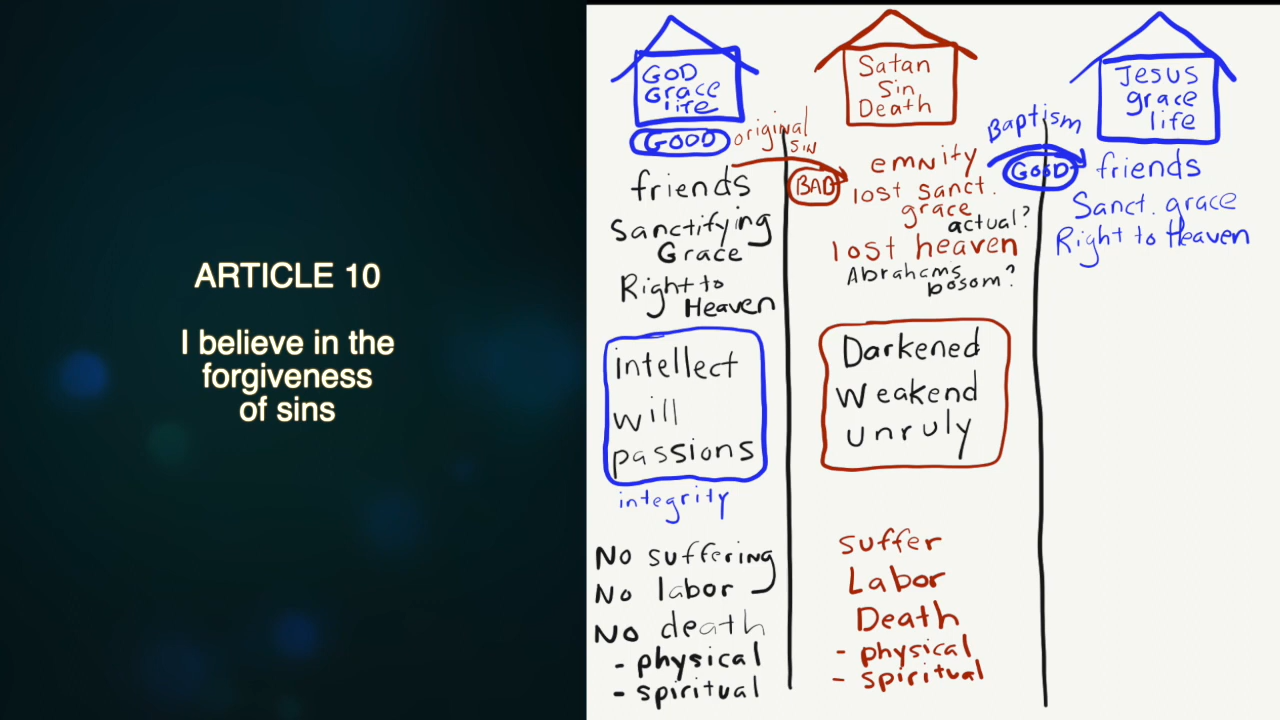 ARTICLE 10
I believe in the
forgiveness
of sins
GOD
Grace
life
GOOD
friends
Sanctifying
Grace
Right to
Heaven
intellect
will
passions
integrity
No suffering
No labor
No death
- physical
- spiritual
original
sin
BAD
Satan
Sin
Death
emnity
lost sanct.
grace
actual?
lost heaven
Abrahams
bosom?
Darkened
Weakend
unruly
suffer
Labor
Death
- physical
- spiritual
Baptism
GOOD
Jesus
grace
life
friends
Sanct. grace
Right to Heaven